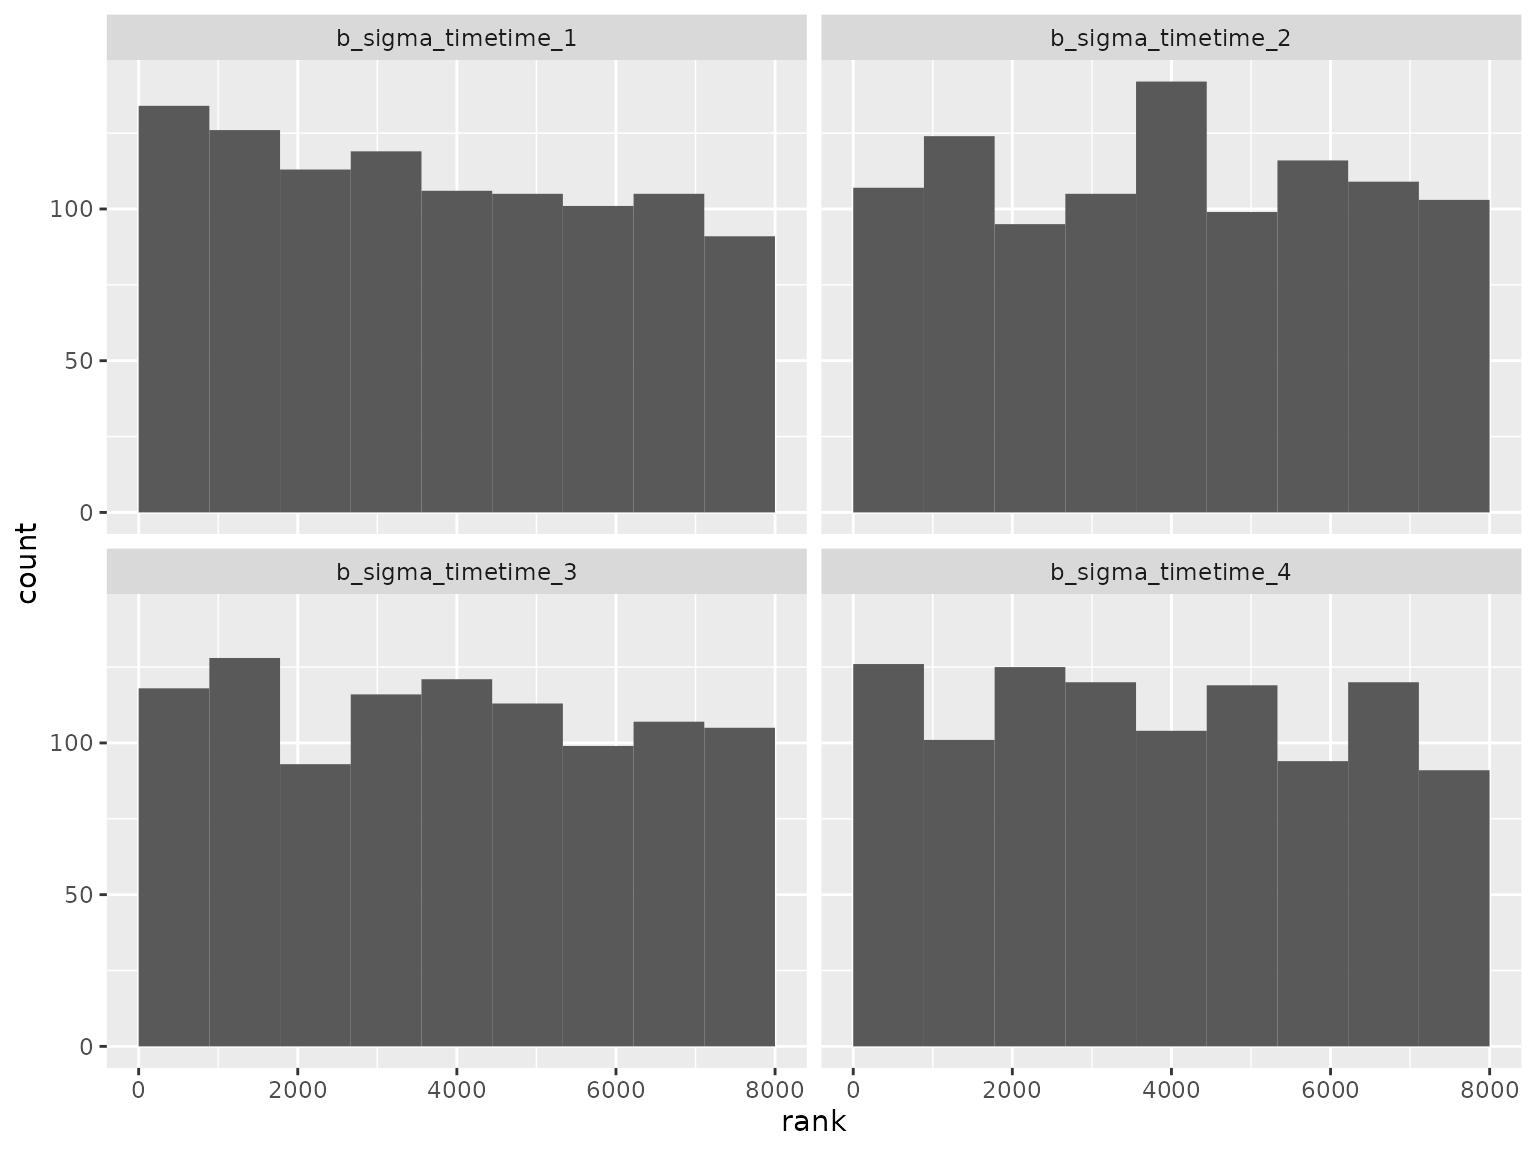 b_sigma_timetime_1
b_sigma_timetime_2
100
50
0
b_sigma_timetime_3
b_sigma_timetime_4
100
50
0
0 2000 4000 6000 8000
0 2000 4000 6000 8000
rank
count